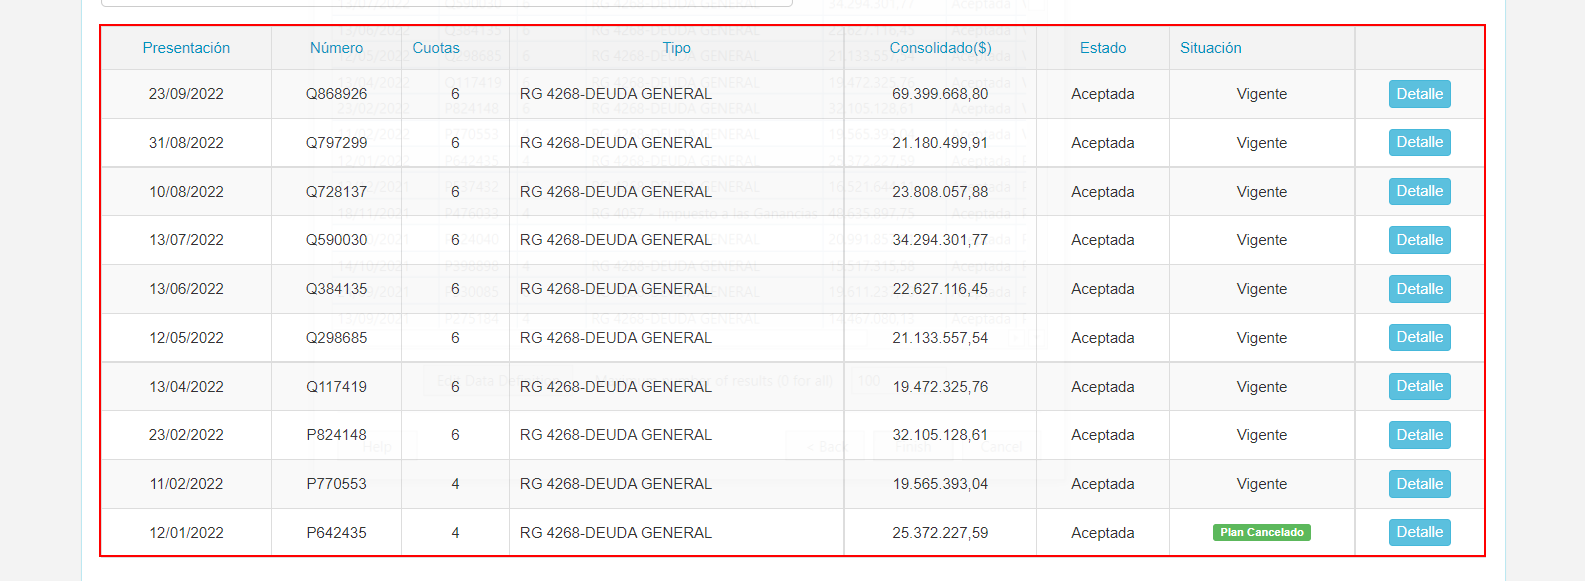 Presentación Número Cuotas Tipo Consolidado($) Estado Situación
23/09/2022 Q868926 6 RG 4268-DEUDA GENERAL 69.399.668,80 Aceptada Vigente Detalle
31/08/2022 Q797299 6 RG 4268-DEUDA GENERAL 21.180.499,91 Aceptada Vigente Detalle
10/08/2022 Q728137 6 RG 4268-DEUDA GENERAL 23.808.057,88 Aceptada Vigente Detalle
13/07/2022 Q590030 6 RG 4268-DEUDA GENERAL 34.294.301,77 Aceptada Vigente Detalle
13/06/2022 Q384135 6 RG 4268-DEUDA GENERAL 22.627.116,45 Aceptada Vigente Detalle
12/05/2022 Q298685 6 RG 4268-DEUDA GENERAL 21.133.557,54 Aceptada Vigente Detalle
13/04/2022 Q117419 6 RG 4268-DEUDA GENERAL 19.472.325,76 Aceptada Vigente Detalle
23/02/2022 P824148 6 RG 4268-DEUDA GENERAL 32.105.128,61 Aceptada Vigente Detalle
11/02/2022 P770553 4 RG 4268-DEUDA GENERAL 19.565.393,04 Aceptada Vigente Detalle
12/01/2022 P642435 4 RG 4268-DEUDA GENERAL 25.372.227,59 Aceptada Plan Cancelado Detalle